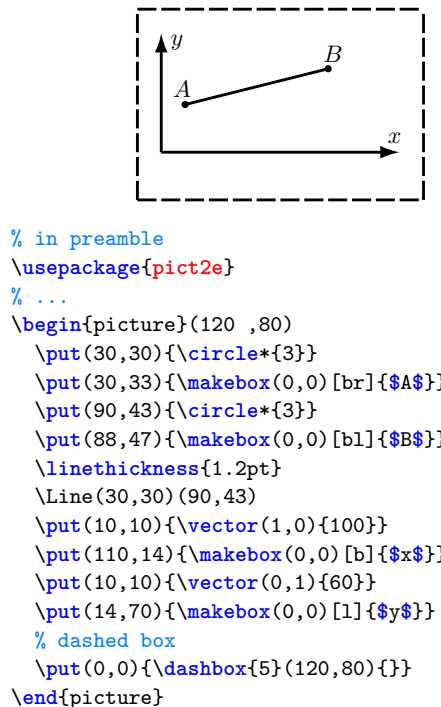 y
B
A
x
% in preamble
\usepackage{pict2e}
% ...
\begin{picture}(120 ,80)
  \put(30,30){\circle*{3}}
  \put(30,33){\makebox(0,0)[br]{$A$}}
  \put(90,43){\circle*{3}}
  \put(88,47){\makebox(0,0)[bl]{$B$}}
  \linethickness{1.2pt}
  \Line(30,30)(90,43)
  \put(10,10){\vector(1,0){100}}
  \put(110,14){\makebox(0,0)[b]{$x$}}
  \put(10,10){\vector(0,1){60}}
  \put(14,70){\makebox(0,0)[l]{$y$}}
  % dashed box
  \put(0,0){\dashbox{5}(120,80){}}
\end{picture}